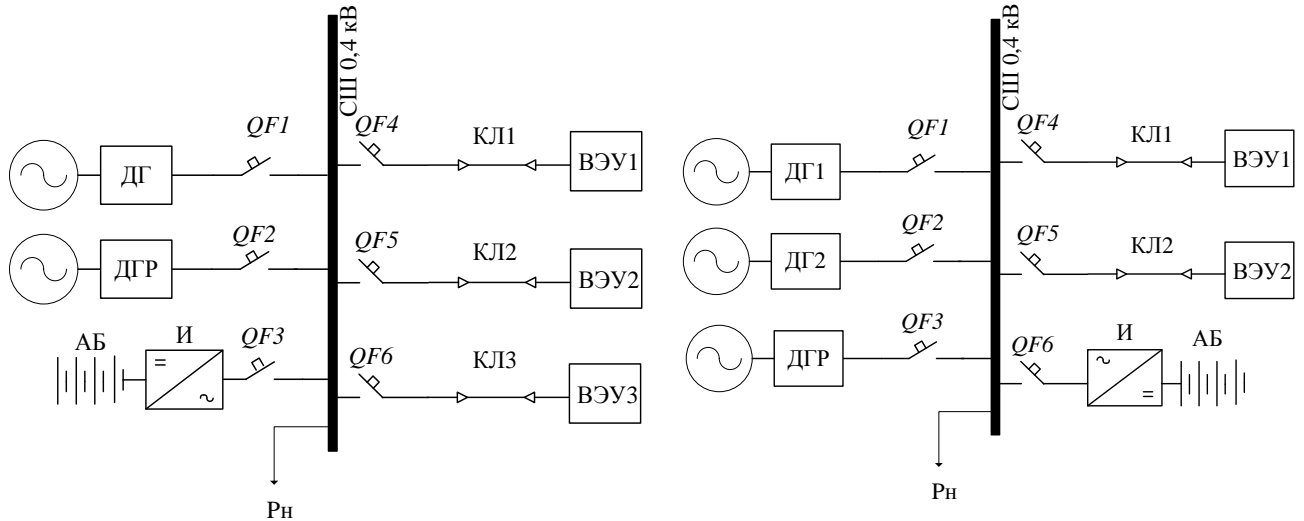 СШ 0,4 кВ
QF1
QF4
КЛ1
ДГ
ВЭУ1
QF2
QF5
КЛ2
ДГР
ВЭУ2
АБ
И
QF3
QF6
КЛ3
=
~
ВЭУ3
Рн
СШ 0,4 кВ
QF1
QF4
КЛ1
ДГ1
ВЭУ1
QF2
QF5
КЛ2
ДГ2
ВЭУ2
QF3
QF6
И
АБ
ДГР
~
=
Рн